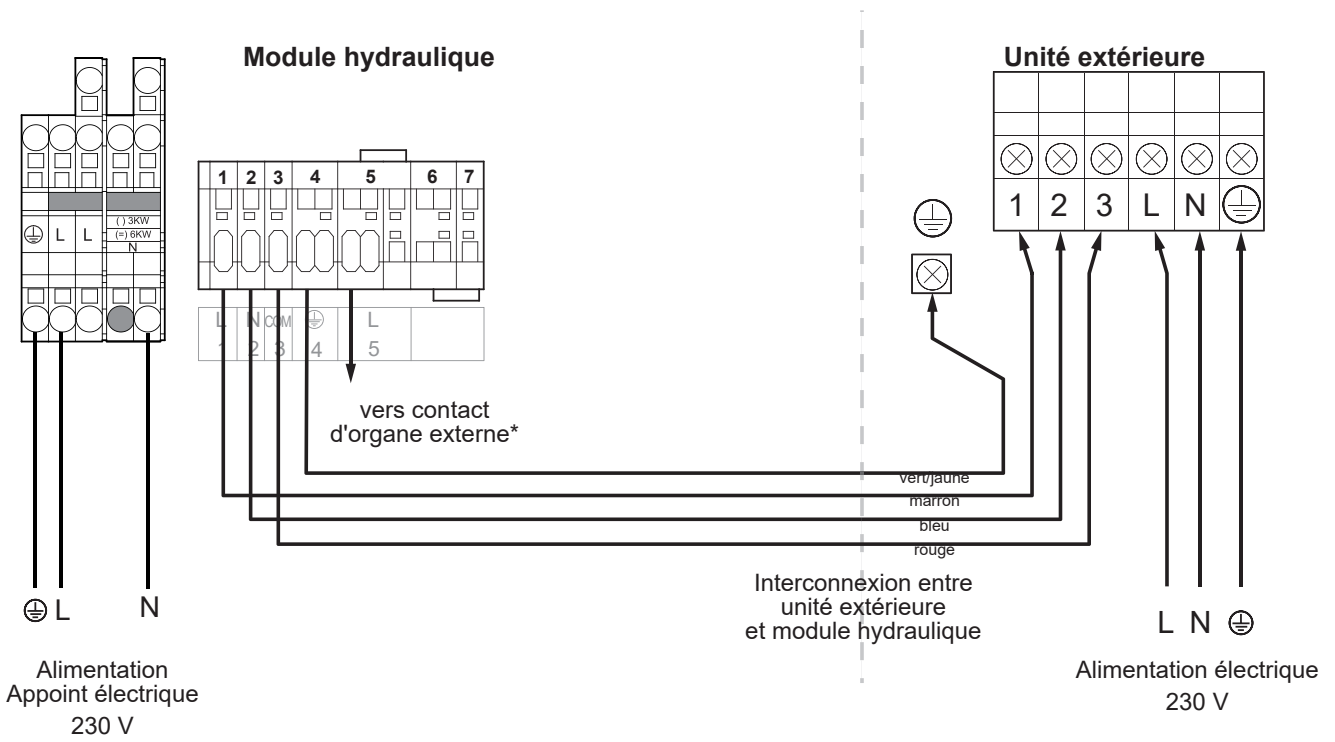 Module hydraulique
Unité extérieure
1 2 3 4 5 6 7
1 2 3 L N
L L
( ) 3KW
(=) 6KW
N
L N COM L
1 2 3 4 5
vers contact
d'organe externe*
vert/jaune
marron
bleu
rouge
Interconnexion entre
unité extérieure
et module hydraulique
L N
L N
Alimentation
Appoint électrique
230 V
Alimentation électrique
230 V